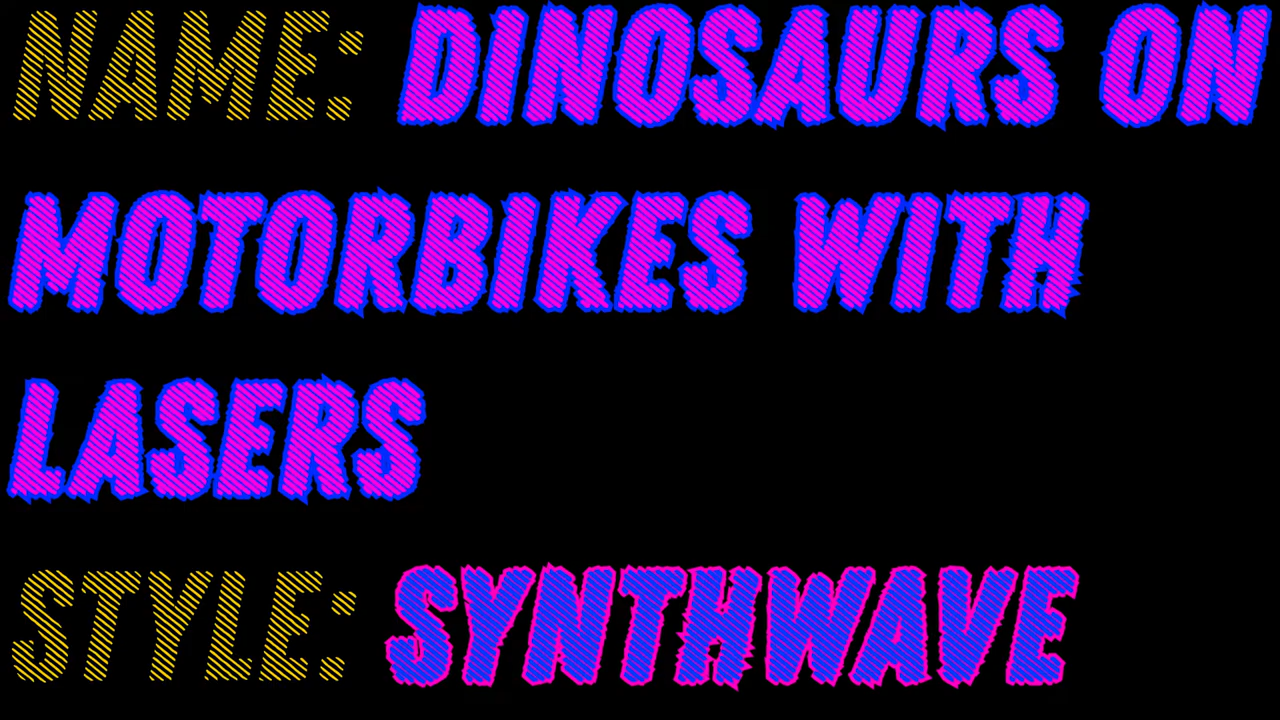 NAME: DINOSAURS ON
MOTORBIKES WITH
LASERS
STYLE: SYNTHWAVE